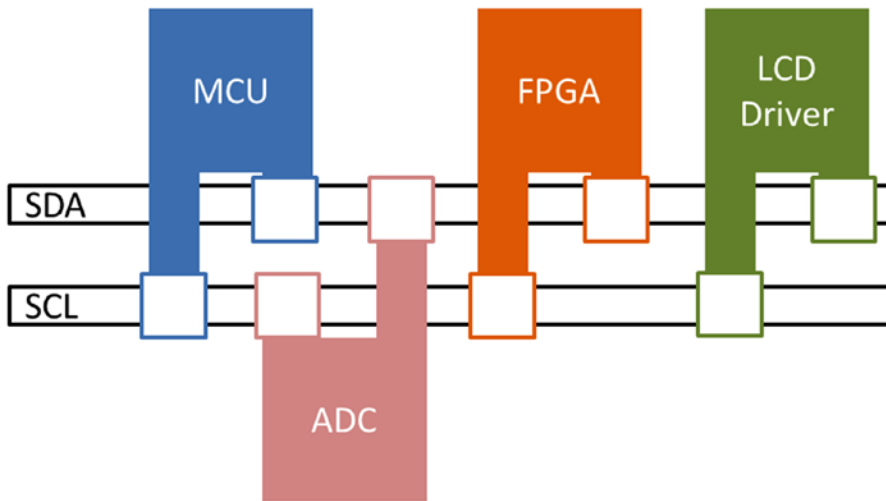 MCU
FPGA
LCD
Driver
SDA
SCL
ADC